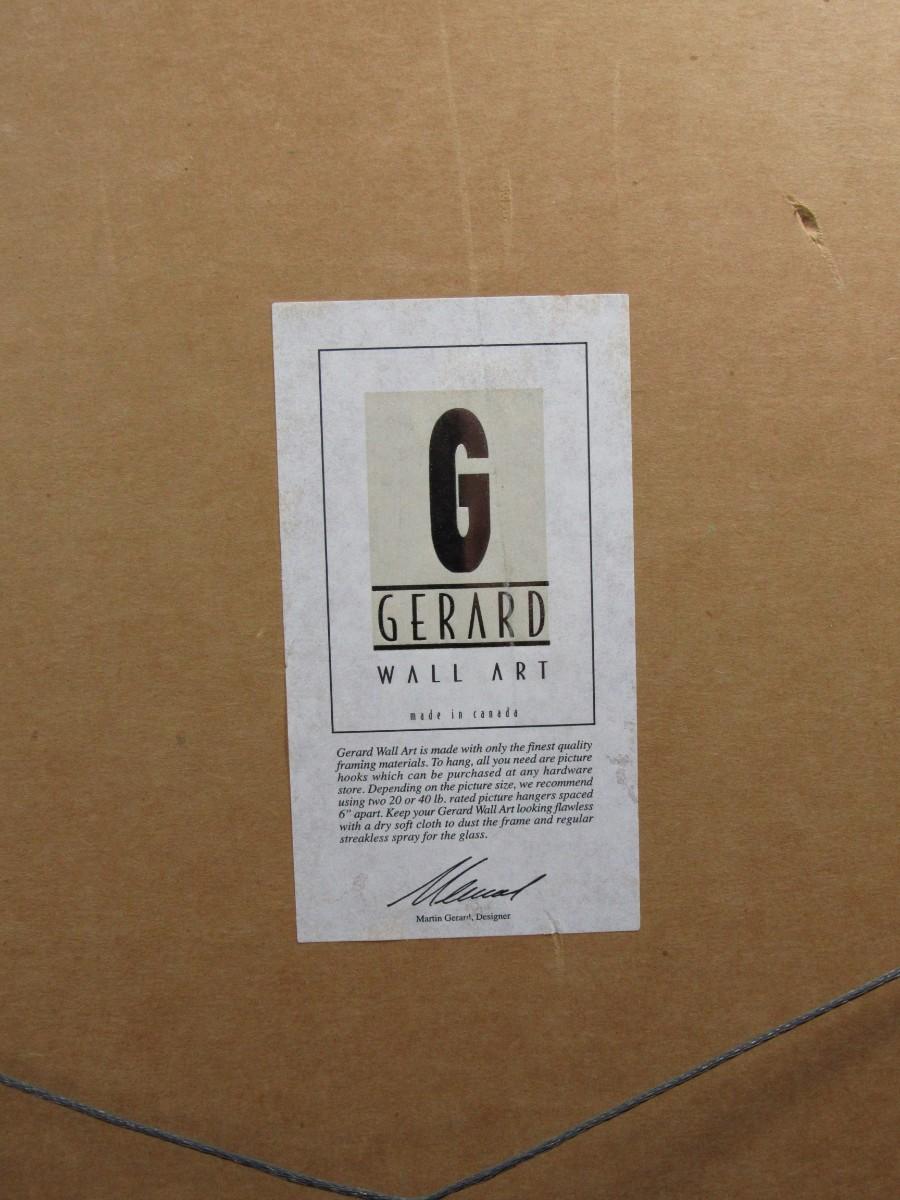 G
GERARD
WALL ART
made in canada
Gerard Wall Art is made with only the finest quality
framing materials. To hang, all you need are picture
hooks which can be purchased at any hardware
store. Depending on the picture size, we recommend
using two 20 or 40 lb. rated picture hangers spaced
6" apart. Keep your Gerard Wall Art looking flawless
with a dry soft cloth to dust the frame and regular
streakless spray for the glass.
Martin Gerard, Designer